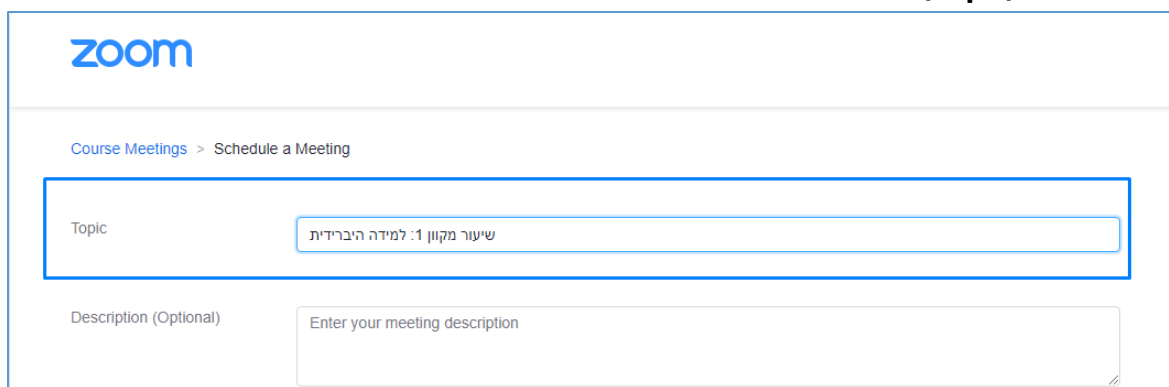 zoom
Course Meetings > Schedule a Meeting
Topic
שיעור מקוון 1: למידה היברידית
Description (Optional)
Enter your meeting description